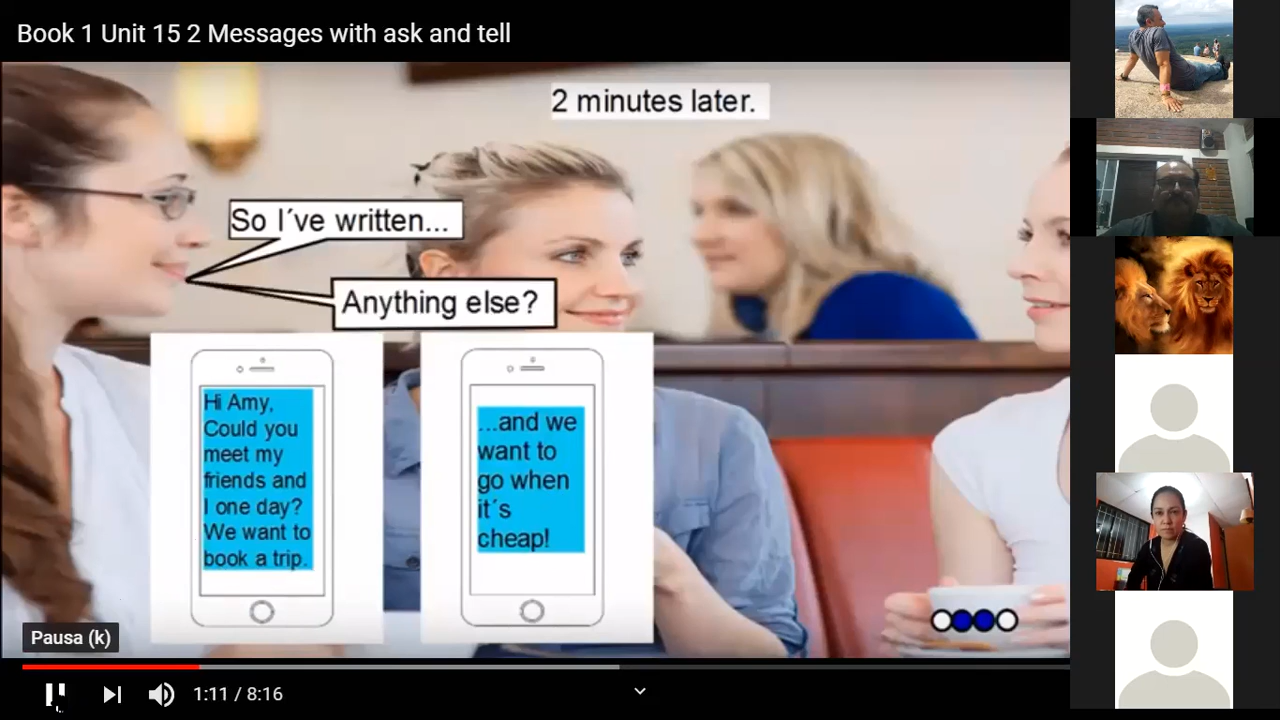 Book 1 Unit 15 2 Messages with ask and tell
2 minutes later.
So I´ve written...
Anything else?
Hi Amy,
Could you
meet my
friends and
I one day?
We want to
book a trip.
...and we
want to
go when
it´s
cheap!
Pausa (k)
1:11 / 8:16